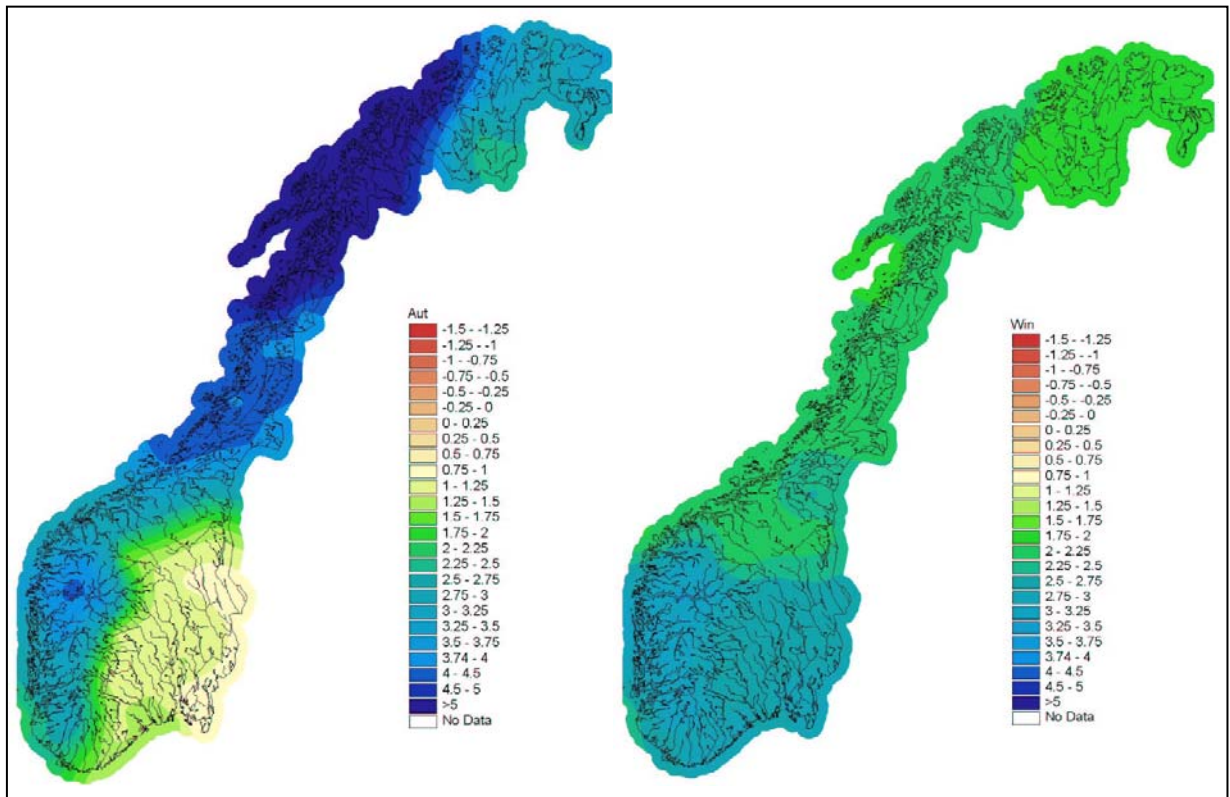 Aut
-1.5 - -1.25
-1.25 - -1
-1 - -0.75
-0.75 - -0.5
-0.5 - -0.25
-0.25 - 0
0 - 0.25
0.25 - 0.5
0.5 - 0.75
0.75 - 1
1 - 1.25
1.25 - 1.5
1.5 - 1.75
1.75 - 2
2 - 2.25
2.25 - 2.5
2.5 - 2.75
2.75 - 3
3 - 3.25
3.25 - 3.5
3.5 - 3.75
3.74 - 4
4 - 4.5
4.5 - 5
>5
No Data
Win
-1.5 - -1.25
-1.25 - -1
-1 - -0.75
-0.75 - -0.5
-0.5 - -0.25
-0.25 - 0
0 - 0.25
0.25 - 0.5
0.5 - 0.75
0.75 - 1
1 - 1.25
1.25 - 1.5
1.5 - 1.75
1.75 - 2
2 - 2.25
2.25 - 2.5
2.5 - 2.75
2.75 - 3
3 - 3.25
3.25 - 3.5
3.5 - 3.75
3.74 - 4
4 - 4.5
4.5 - 5
>5
No Data